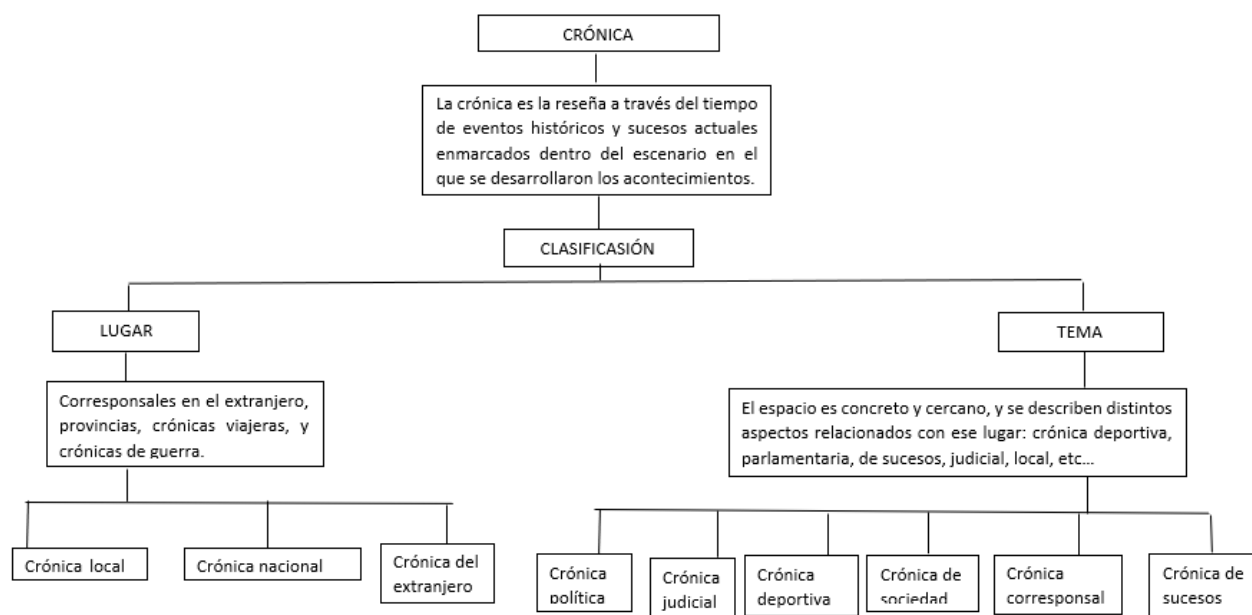 CRÓNICA
La crónica es la reseña a través del tiempo
de eventos históricos y sucesos actuales
enmarcados dentro del escenario en el
que se desarrollaron los acontecimientos.
CLASIFICASIÓN
LUGAR
Corresponsales en el extranjero,
provincias, crónicas viajeras, y
crónicas de guerra.
Crónica local
Crónica nacional
Crónica del
extranjero
TEMA
El espacio es concreto y cercano, y se describen distintos
aspectos relacionados con ese lugar: crónica deportiva,
parlamentaria, de sucesos, judicial, local, etc...
Crónica
política
Crónica
judicial
Crónica
deportiva
Crónica de
sociedad
Crónica
corresponsal
Crónica de
sucesos